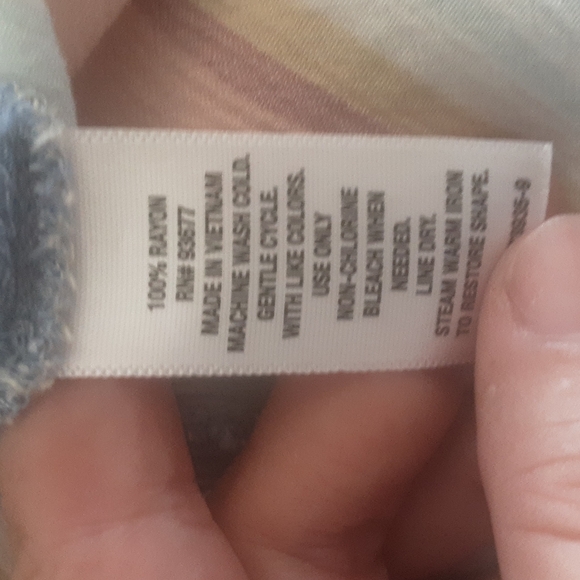 100% RAYON
RN# 93677
MADE IN VIETNAM
MACHINE WASH COLD.
GENTLE CYCLE.
WITH LIKE COLORS.
USE ONLY
NON-CHLORINE
BLEACH WHEN
NEEDED.
LINE DRY.
STEAM WARM IRON
TO RESTORE SHAPE.